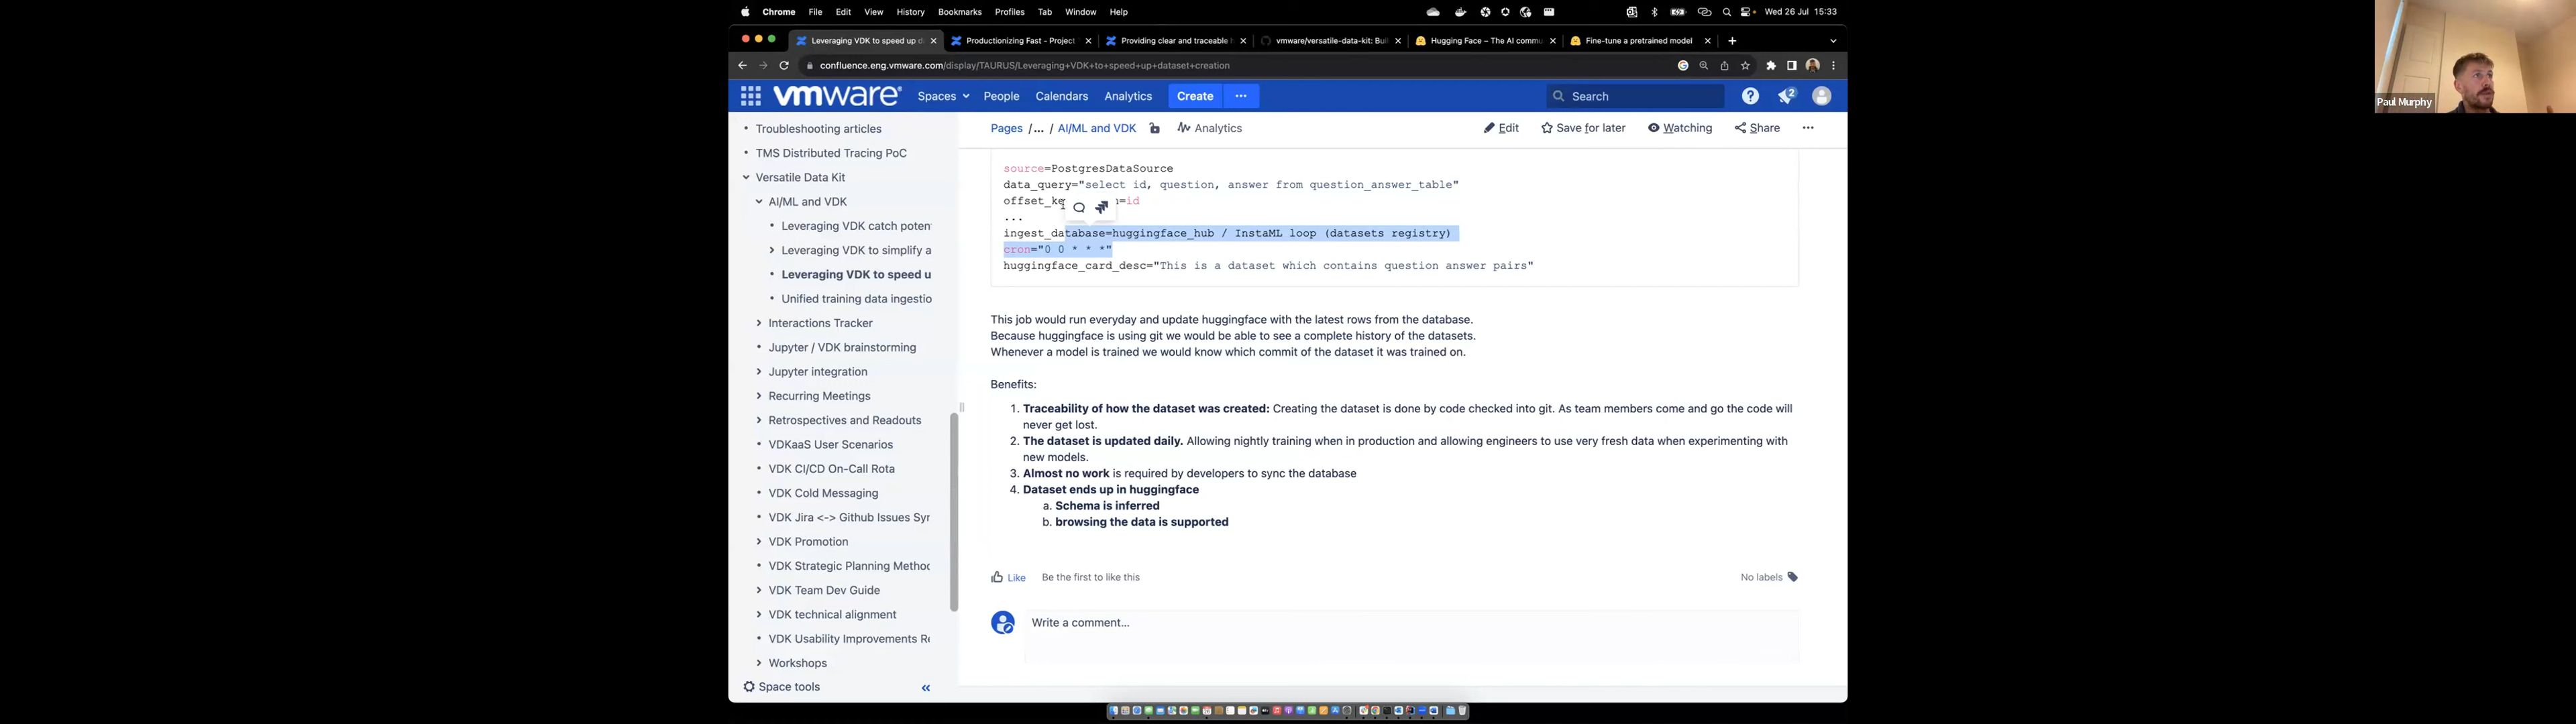 Chrome File Edit View History Bookmarks Profiles Tab Window Help Wed 26 Jul 15:33
Leveraging VDK to speed up d
Productionizing Fast - Project
Providing clear and traceable
vmware/versatile-data-kit: Bui
Hugging Face – The AI commu
Fine-tune a pretrained model
confluence.eng.vmware.com/display/TAURUS/Leveraging+VDK+to+speed+up+dataset+creation
vmware Spaces People Calendars Analytics Create ... Search 2
Troubleshooting articles
TMS Distributed Tracing PoC
Versatile Data Kit
AI/ML and VDK
Leveraging VDK catch poten
Leveraging VDK to simplify a
Leveraging VDK to speed u
Unified training data ingestio
Interactions Tracker
Jupyter / VDK brainstorming
Jupyter integration
Recurring Meetings
Retrospectives and Readouts
VDKaaS User Scenarios
VDK CI/CD On-Call Rota
VDK Cold Messaging
VDK Jira <-> Github Issues Syr
VDK Promotion
VDK Strategic Planning Method
VDK Team Dev Guide
VDK technical alignment
VDK Usability Improvements Re
Workshops
Space tools
Pages /... / AI/ML and VDK Analytics
Edit Save for later Watching Share ...
source=PostgresDataSource
data_query="select id, question, answer from question_answer_table"
offset_ke n=id
...
ingest_database=huggingface_hub / InstaML loop (datasets registry)
cron="0 0 * * *"
huggingface_card_desc="This is a dataset which contains question answer pairs"
This job would run everyday and update huggingface with the latest rows from the database.
Because huggingface is using git we would be able to see a complete history of the datasets.
Whenever a model is trained we would know which commit of the dataset it was trained on.
Benefits:
1. Traceability of how the dataset was created: Creating the dataset is done by code checked into git. As team members come and go the code will
never get lost.
2. The dataset is updated daily. Allowing nightly training when in production and allowing engineers to use very fresh data when experimenting with
new models.
3. Almost no work is required by developers to sync the database
4. Dataset ends up in huggingface
a. Schema is inferred
b. browsing the data is supported
Like Be the first to like this
No labels
Write a comment...
Paul Murphy